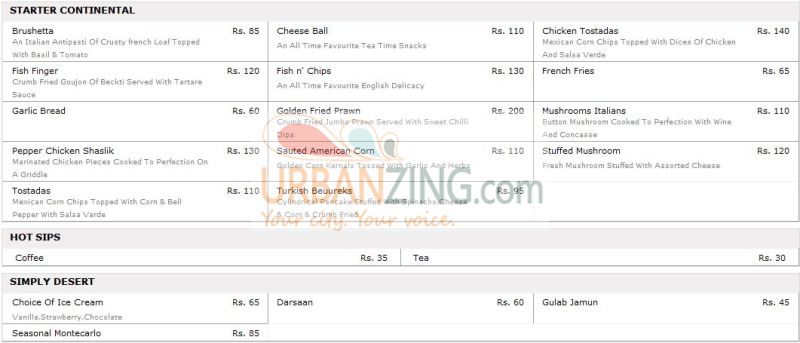 STARTER CONTINENTAL
Brushetta Rs. 85
An Italian Antipasti Of Crusty french Loaf Topped
With Basil & Tomato
Cheese Ball Rs. 110
An All Time Favourite Tea Time Snacks
Chicken Tostadas Rs. 140
Mexican Corn Chips Topped With Dices Of Chicken
And Salsa Verde
Fish Finger Rs. 120
Crumb Fried Goujon Of Beckti Served With Tartare
Sauce
Fish n' Chips Rs. 130
An All Time Favourite English Delicacy
French Fries Rs. 65
Garlic Bread Rs. 60
Golden Fried Prawn Rs. 200
Crumb Fried Jumbo Prawn Served With Sweet Chilli
Dips
Mushrooms Italians Rs. 110
Button Mushroom Cooked To Perfection With Wine
And Concasse
Pepper Chicken Shaslik Rs. 130
Marinated Chicken Pieces Cooked To Perfection On
A Griddle
Sauted American Corn Rs. 110
Golden Corn Kernals Tossed With Garlic And Herbs
Stuffed Mushroom Rs. 120
Fresh Mushroom Stuffed With Assorted Cheese
Tostadas Rs. 110
Mexican Corn Chips Topped With Corn & Bell
Pepper With Salsa Verde
Turkish Beuureks Rs. 95
Cylindrical Pancake Stuffed With Spinachs,Cheese
& Corn & Crumb Fried
URBANZING.com
Your city. Your voice.
HOT SIPS
Coffee Rs. 35
Tea Rs. 30
SIMPLY DESERT
Choice Of Ice Cream Rs. 65
Vanilla,Strawberry,Chocolate
Darsaan Rs. 60
Gulab Jamun Rs. 45
Seasonal Montecarlo Rs. 85